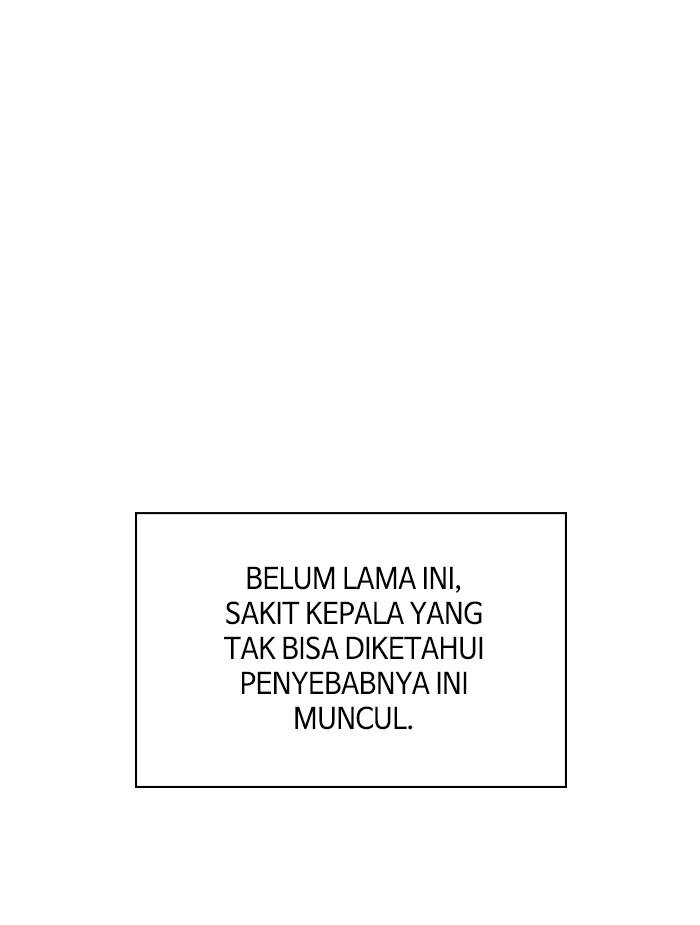 BELUM LAMA INI,
SAKIT KEPALA YANG
TAK BISA DIKETAHUI
PENYEBABNYA INI
MUNCUL.